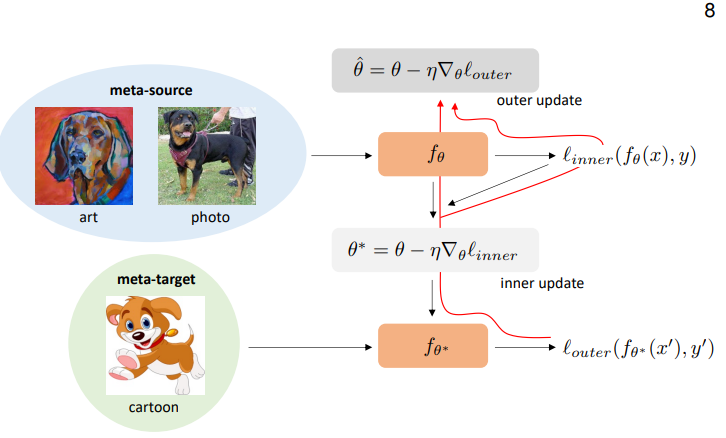 8
θ̂ = θ − η∇θℓouter
meta-source
outer update
fθ
ℓinner(fθ(x), y)
art
photo
θ* = θ − η∇θℓinner
meta-target
inner update
fθ*
ℓouter(fθ*(x′), y′)
cartoon